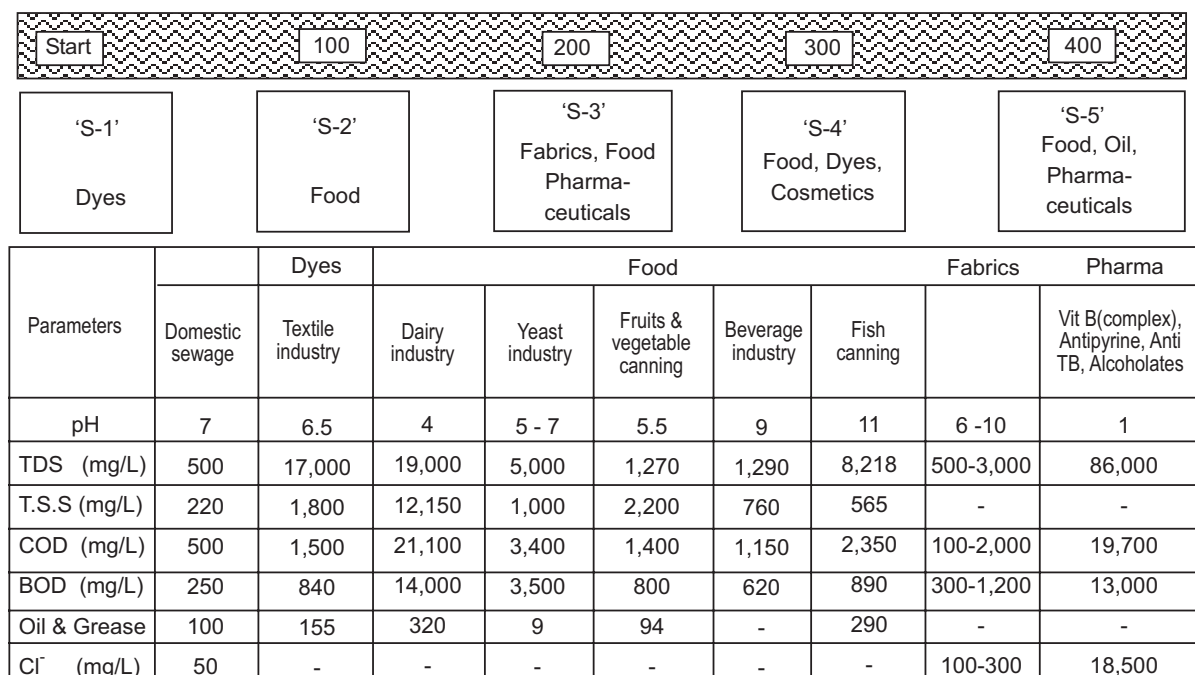 Start 100 200 300 400
'S-1'
Dyes
'S-2'
Food
'S-3'
Fabrics, Food
Pharma-
ceuticals
'S-4'
Food, Dyes,
Cosmetics
'S-5'
Food, Oil,
Pharma-
ceuticals
Dyes Food Fabrics Pharma
Parameters
Domestic
sewage
Textile
industry
Dairy
industry
Yeast
industry
Fruits &
vegetable
canning
Beverage
industry
Fish
canning
Vit B(complex),
Antipyrine, Anti
TB, Alcoholates
pH 7 6.5 4 5 - 7 5.5 9 11 6 -10 1
TDS (mg/L) 500 17,000 19,000 5,000 1,270 1,290 8,218 500-3,000 86,000
T.S.S (mg/L) 220 1,800 12,150 1,000 2,200 760 565 - -
COD (mg/L) 500 1,500 21,100 3,400 1,400 1,150 2,350 100-2,000 19,700
BOD (mg/L) 250 840 14,000 3,500 800 620 890 300-1,200 13,000
Oil & Grease 100 155 320 9 94 - 290 - -
Cl⁻ (mg/L) 50 - - - - - - 100-300 18,500